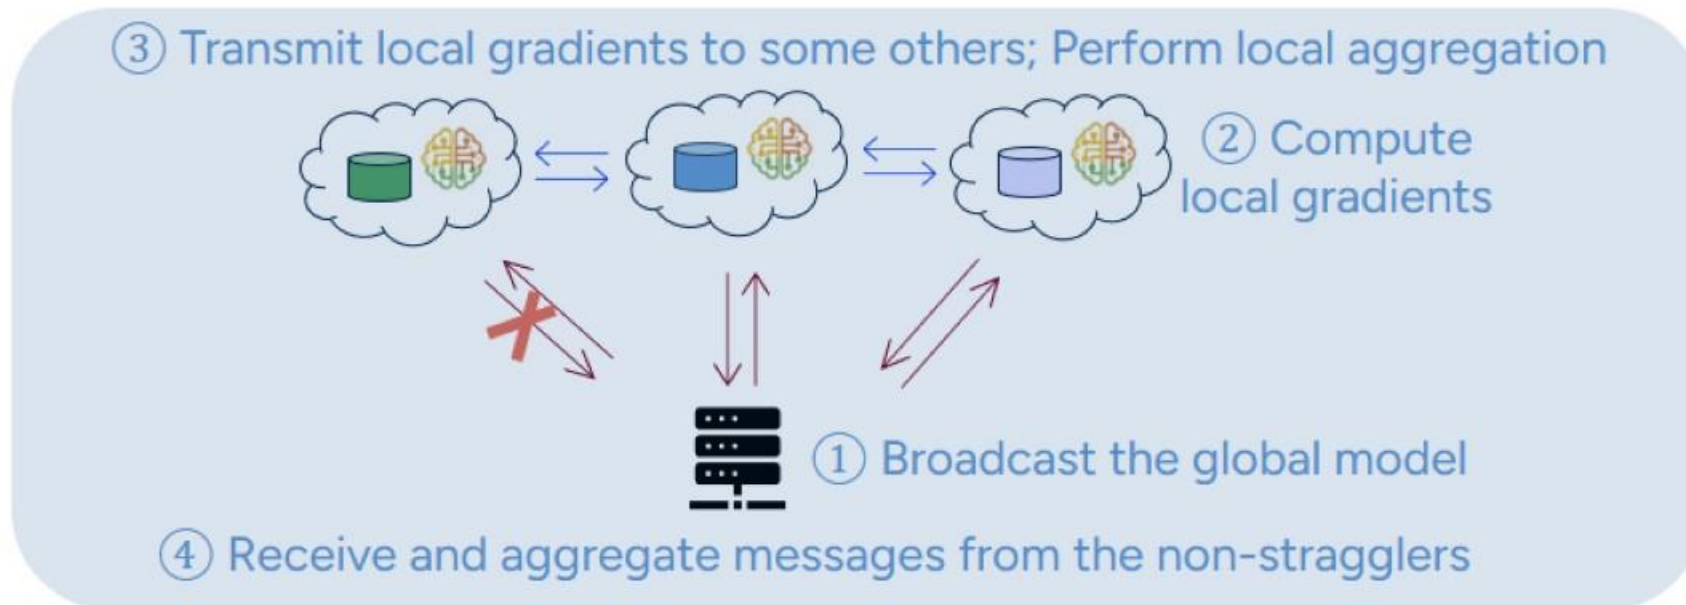 ③ Transmit local gradients to some others; Perform local aggregation
② Compute
local gradients
① Broadcast the global model
④ Receive and aggregate messages from the non-stragglers